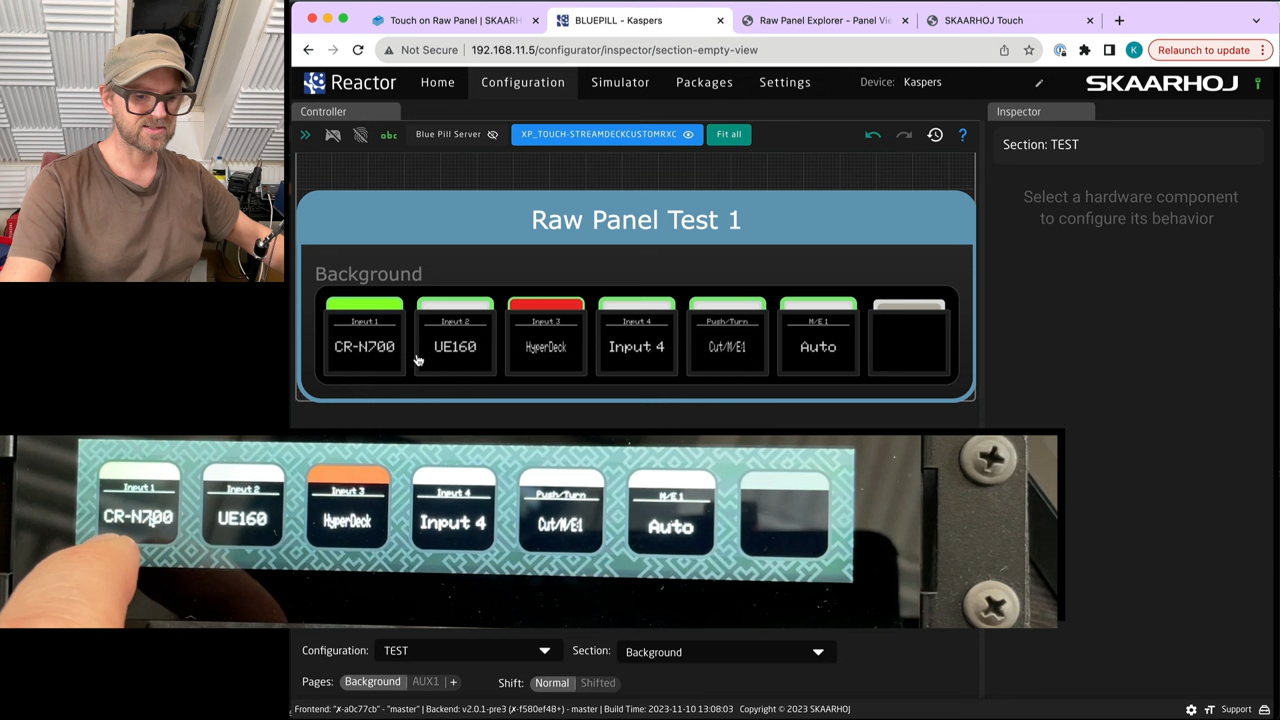 Touch on Raw Panel | SKAARH
BLUEPILL - Kaspers
Raw Panel Explorer - Panel Vi
SKAARHOJ Touch
Not Secure 192.168.11.5/configurator/inspector/section-empty-view
K
Relaunch to update
Reactor Home Configuration Simulator Packages Settings Device: Kaspers SKAARHOJ
Controller
Inspector
abc Blue Pill Server XP_TOUCH-STREAMDECKCUSTOMRXC Fit all ?
Section: TEST
Select a hardware component
to configure its behavior
Raw Panel Test 1
Background
Input 1 Input 2 Input 3 Input 4 Push/Turn M/E 1
CR-N700 UE160 HyperDeck Input 4 Cut/M/E:1 Auto
Input 1 Input 2 Input 3 Input 4 Push/Turn M/E 1
CR-N700 UE160 HyperDeck Input 4 Cut/M/E:1 Auto
Configuration: TEST Section: Background
Pages: Background AUX1 + Shift: Normal Shifted
Frontend: "✗-a0c77cb" - "master" | Backend: v2.0.1-pre3 (✗-f580ef48+) - master | Build Time: 2023-11-10 13:08:03 Copyright © 2023 SKAARHOJ
Support